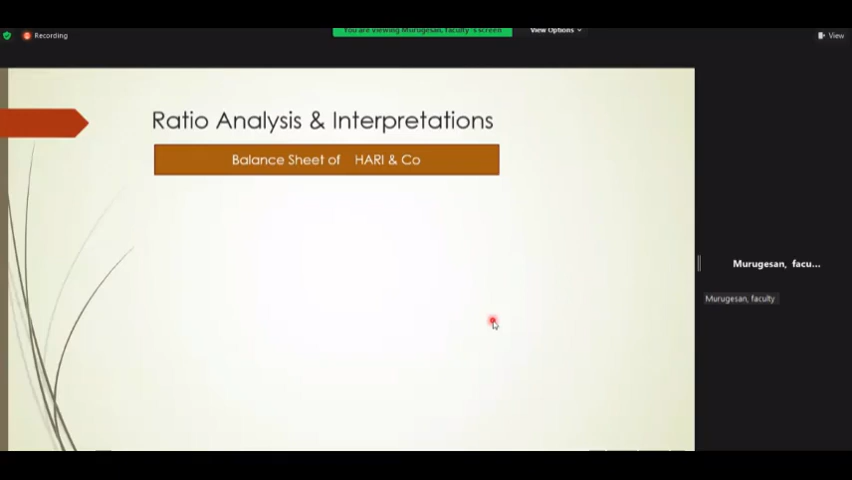 You are viewing Murugesan, faculty's screen
View Options
Recording
View
Ratio Analysis & Interpretations
Balance Sheet of HARI & Co
Murugesan, facu...
Murugesan, faculty